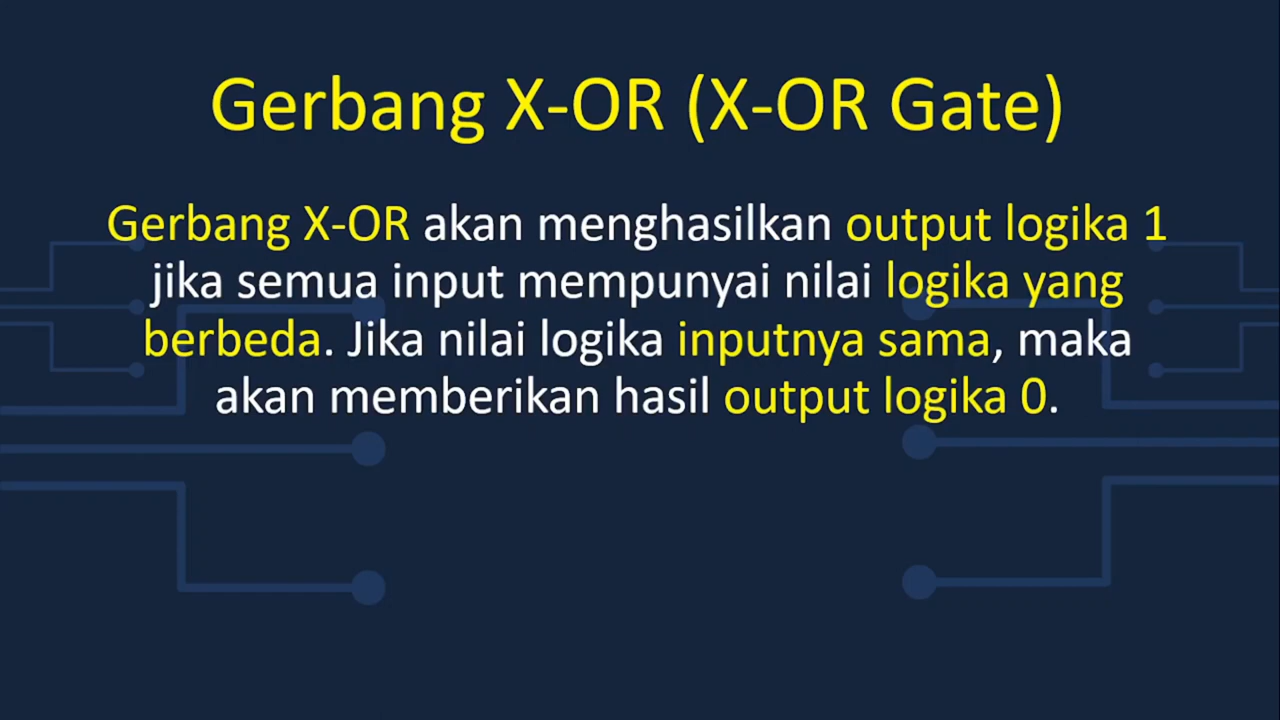 Gerbang X-OR (X-OR Gate)
Gerbang X-OR akan menghasilkan output logika 1
jika semua input mempunyai nilai logika yang
berbeda. Jika nilai logika inputnya sama, maka
akan memberikan hasil output logika 0.